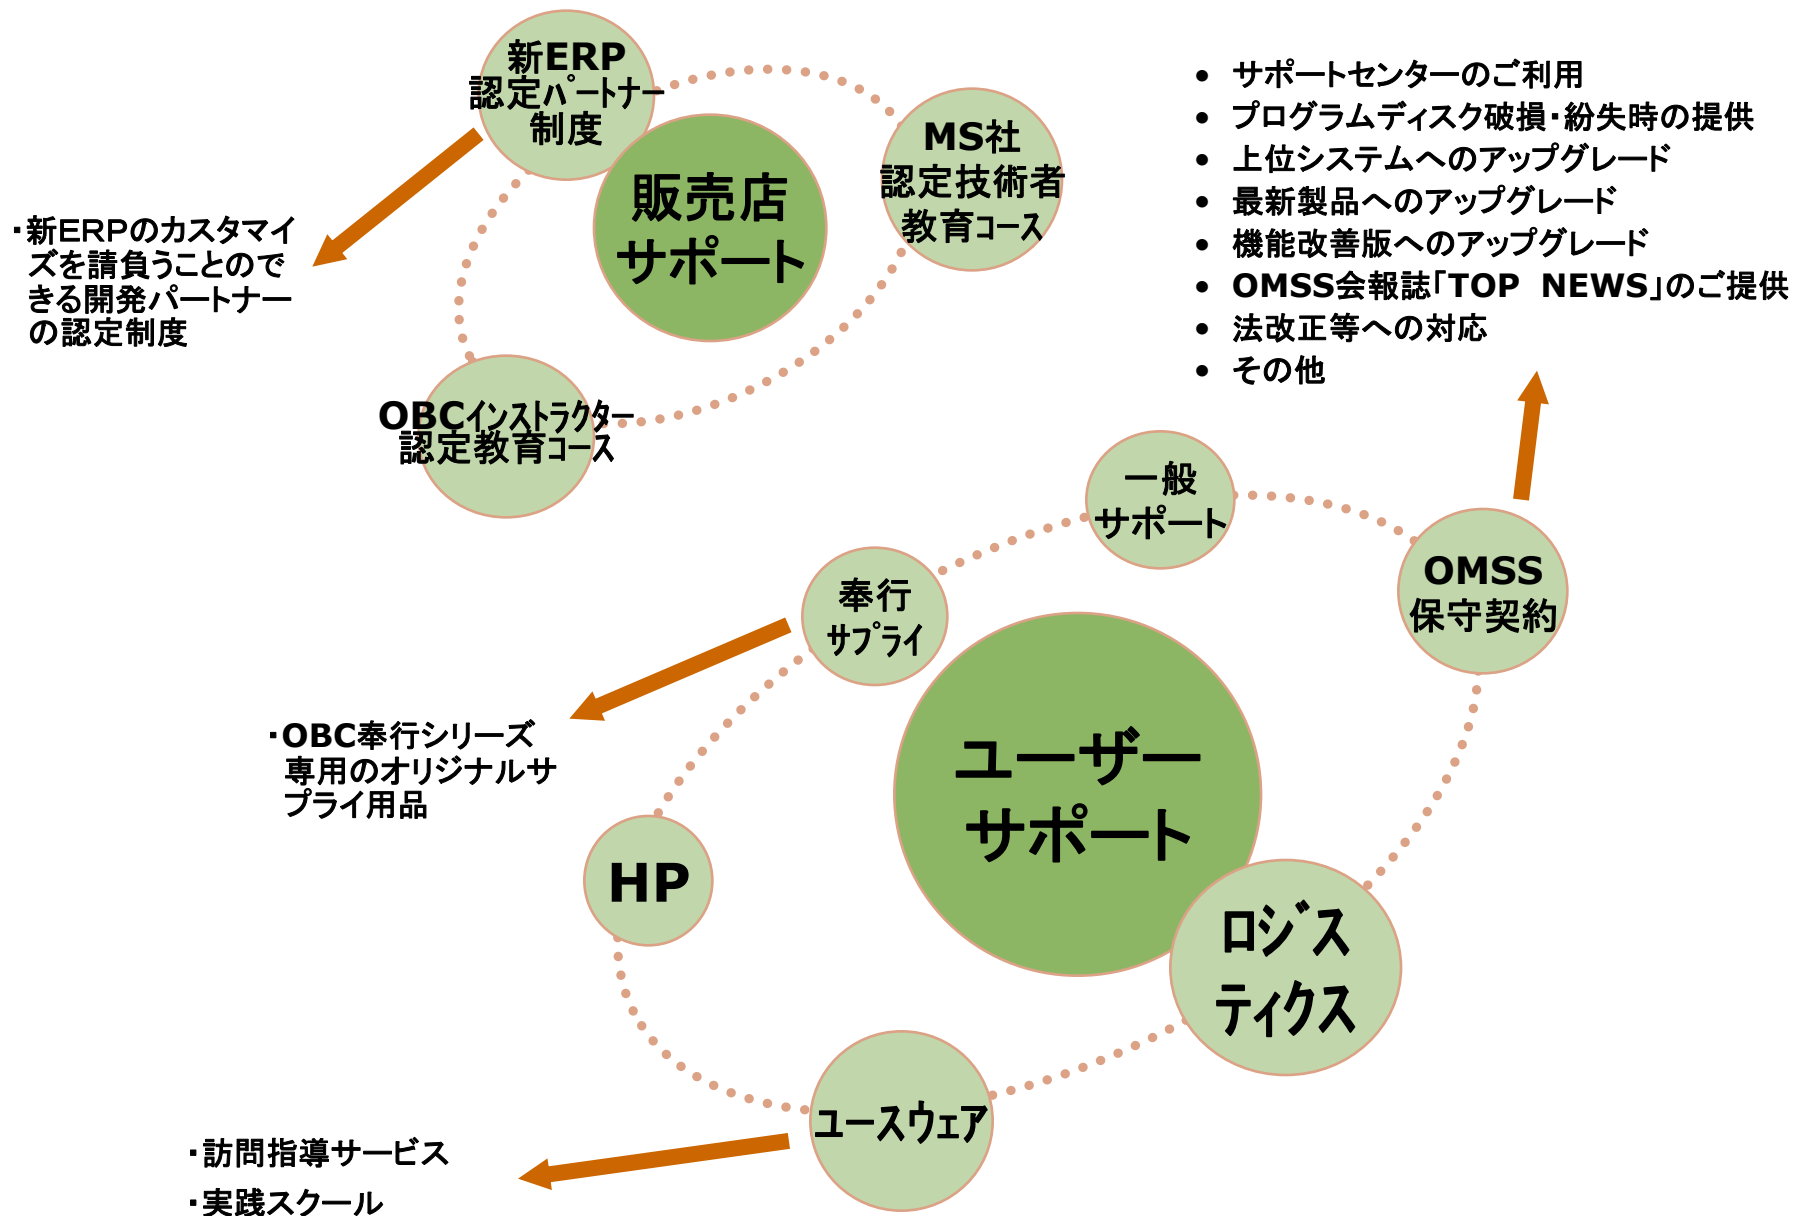 新ERP
認定パートナー
制度
MS社
認定技術者
教育コース
販売店
サポート
OBCインストラクター
認定教育コース
・新ERPのカスタマイ
ズを請負うことので
きる開発パートナー
の認定制度
• サポートセンターのご利用
• プログラムディスク破損・紛失時の提供
• 上位システムへのアップグレード
• 最新製品へのアップグレード
• 機能改善版へのアップグレード
• OMSS会報誌「TOP NEWS」のご提供
• 法改正等への対応
• その他
一般
サポート
OMSS
保守契約
奉行
サプライ
・OBC奉行シリーズ
専用のオリジナルサ
プライ用品
ユーザー
サポート
HP
ロジス
ティクス
ユースウェア
・訪問指導サービス
・実践スクール